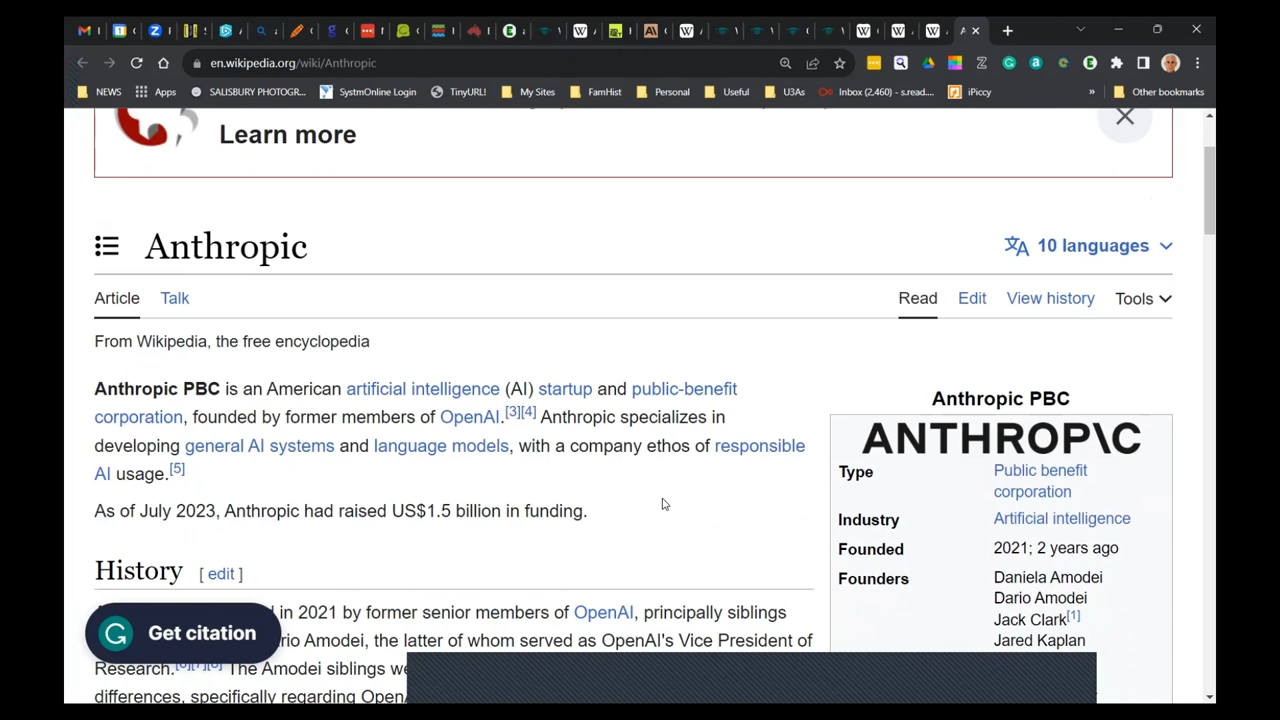 en.wikipedia.org/wiki/Anthropic
NEWS Apps SALISBURY PHOTOGR... SystmOnline Login TinyURL! My Sites FamHist Personal Useful U3As Inbox (2,460) - s.read.... iPiccy » Other bookmarks
Learn more
Anthropic
10 languages
Article Talk Read Edit View history Tools
From Wikipedia, the free encyclopedia
Anthropic PBC is an American artificial intelligence (AI) startup and public-benefit
corporation, founded by former members of OpenAI.[3][4] Anthropic specializes in
developing general AI systems and language models, with a company ethos of responsible
AI usage.[5]
As of July 2023, Anthropic had raised US$1.5 billion in funding.
History [ edit ]
in 2021 by former senior members of OpenAI, principally siblings
Amodei, the latter of whom served as OpenAI's Vice President of
Research.[6][7][8] The Amodei siblings
differences, specifically regarding
Get citation
Anthropic PBC
ANTHROP\C
Type Public benefit
corporation
Industry Artificial intelligence
Founded 2021; 2 years ago
Founders Daniela Amodei
Dario Amodei
Jack Clark[1]
Jared Kaplan